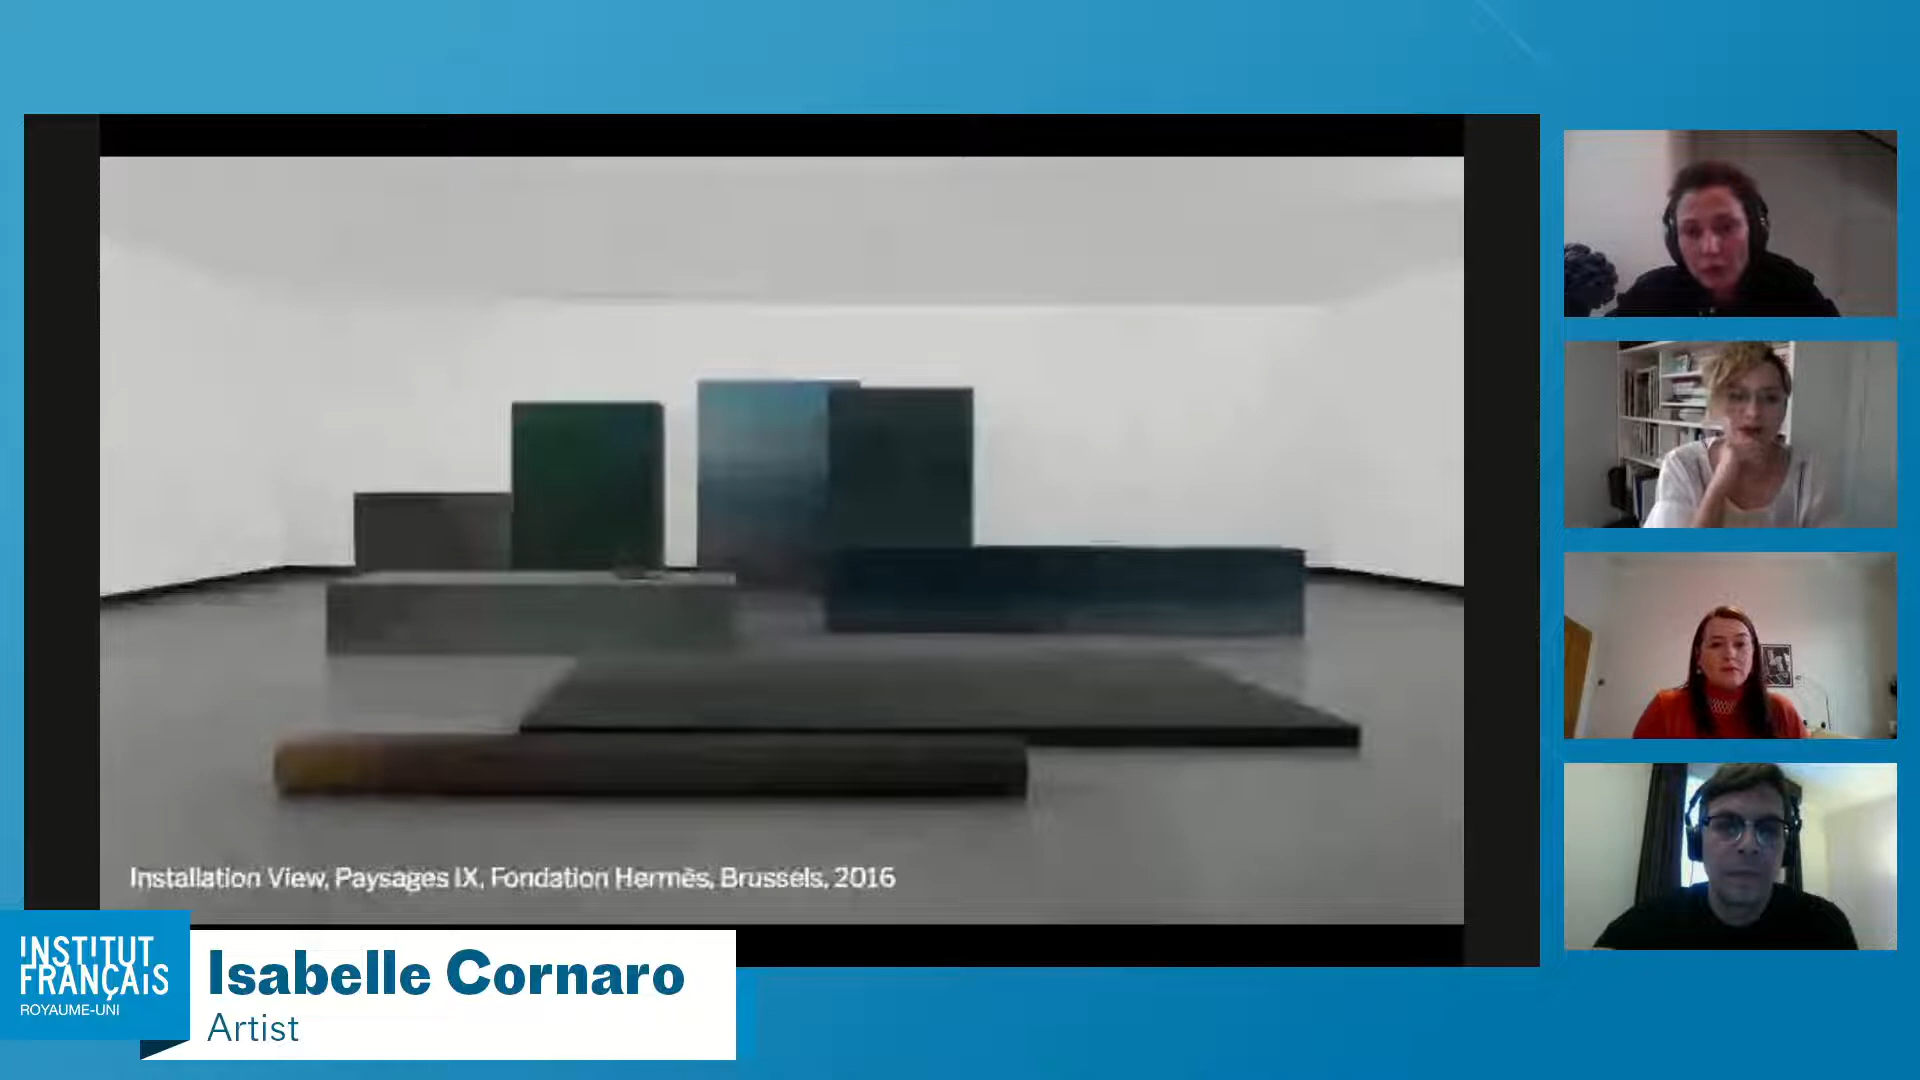 Installation View, Paysages IX, Fondation Hermès, Brussels, 2016
INSTITUT
FRANÇAIS
ROYAUME-UNI
Isabelle Cornaro
Artist